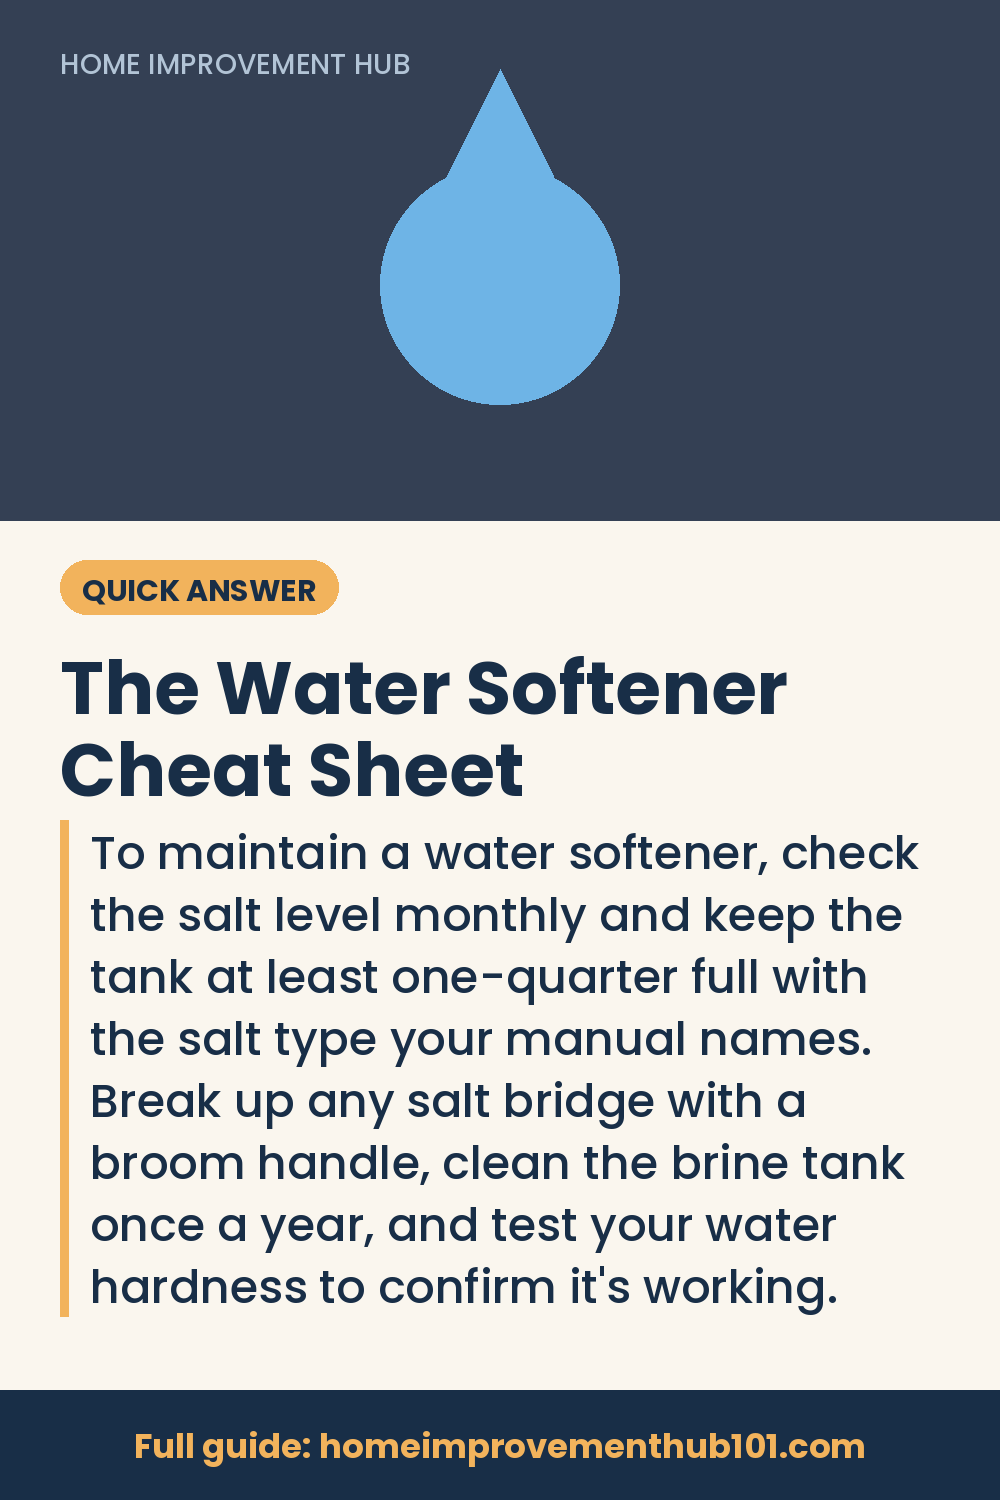 HOME IMPROVEMENT HUB
QUICK ANSWER
The Water Softener
Cheat Sheet
To maintain a water softener, check
the salt level monthly and keep the
tank at least one-quarter full with
the salt type your manual names.
Break up any salt bridge with a
broom handle, clean the brine tank
once a year, and test your water
hardness to confirm it's working.
Full guide: homeimprovementhub101.com